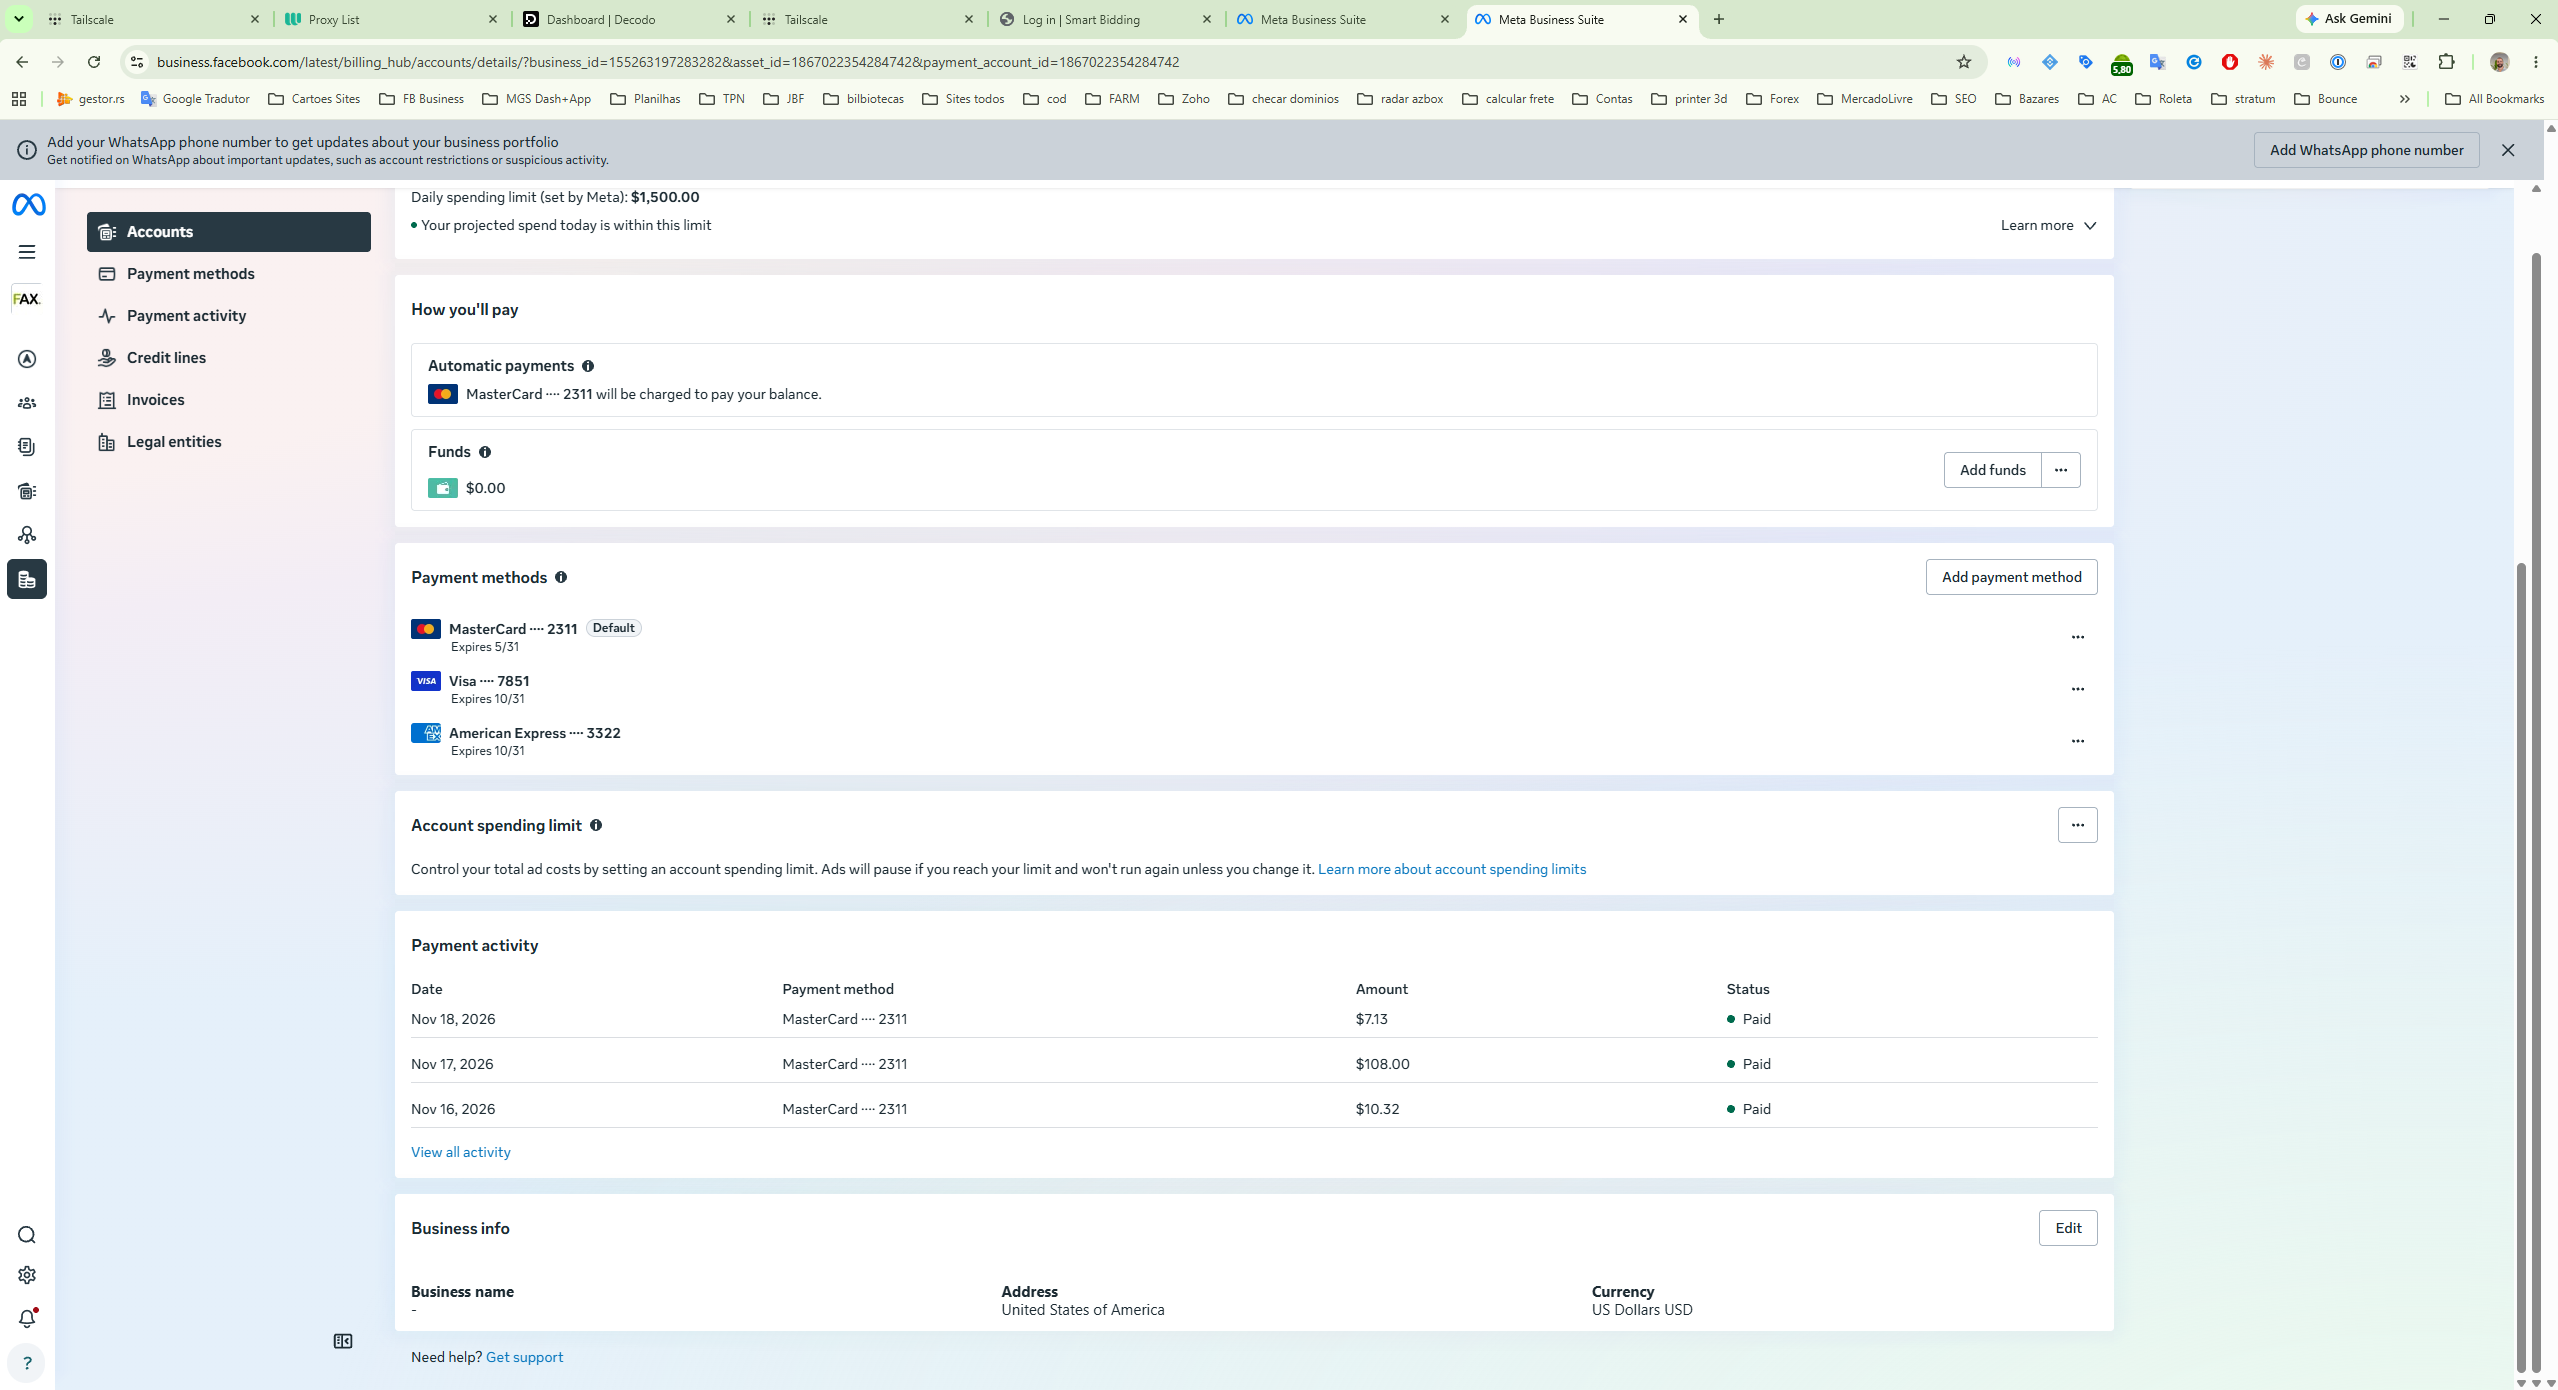 Tailscale
Proxy List
Dashboard | Decodo
Tailscale
Log in | Smart Bidding
Meta Business Suite
Meta Business Suite
Ask Gemini
business.facebook.com/latest/billing_hub/accounts/details/?business_id=155263197283282&asset_id=1867022354284742&payment_account_id=1867022354284742
5,80
gestor.rs
Google Tradutor
Cartoes Sites
FB Business
MGS Dash+App
Planilhas
TPN
JBF
bilbiotecas
Sites todos
cod
FARM
Zoho
checar dominios
radar azbox
calcular frete
Contas
printer 3d
Forex
MercadoLivre
SEO
Bazares
AC
Roleta
stratum
Bounce
All Bookmarks
Add your WhatsApp phone number to get updates about your business portfolio
Get notified on WhatsApp about important updates, such as account restrictions or suspicious activity.
Add WhatsApp phone number
FAX.
Accounts
Payment methods
Payment activity
Credit lines
Invoices
Legal entities
Daily spending limit (set by Meta): $1,500.00
Your projected spend today is within this limit
Learn more
How you'll pay
Automatic payments
MasterCard ···· 2311 will be charged to pay your balance.
Funds
$0.00
Add funds
Payment methods
Add payment method
MasterCard ···· 2311 Default
Expires 5/31
VISA Visa ···· 7851
Expires 10/31
AM EX American Express ···· 3322
Expires 10/31
Account spending limit
Control your total ad costs by setting an account spending limit. Ads will pause if you reach your limit and won't run again unless you change it. Learn more about account spending limits
Payment activity
Date Payment method Amount Status
Nov 18, 2026 MasterCard ···· 2311 $7.13 Paid
Nov 17, 2026 MasterCard ···· 2311 $108.00 Paid
Nov 16, 2026 MasterCard ···· 2311 $10.32 Paid
View all activity
Business info
Edit
Business name Address Currency
- United States of America US Dollars USD
Need help? Get support